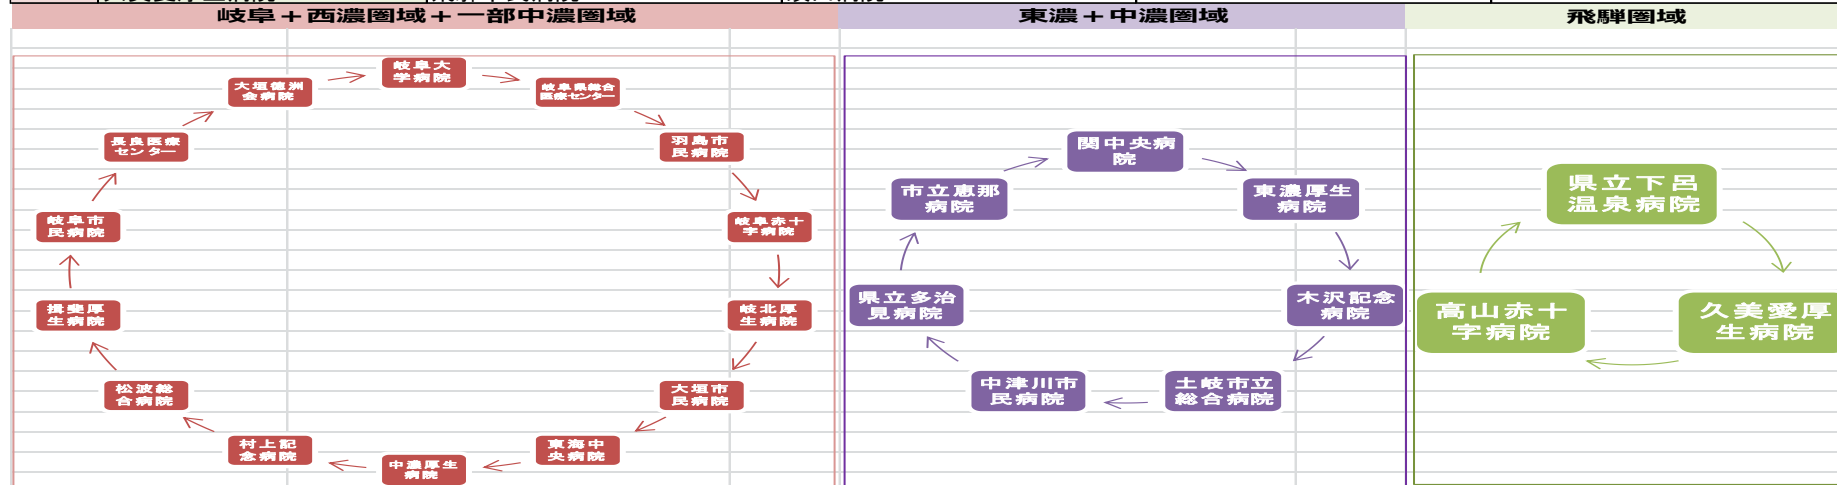 岐阜＋西濃圏域＋一部中濃圏域
東濃＋中濃圏域
飛騨圏域
岐阜大
学病院
岐阜県総合
医療センター
羽島市
民病院
岐阜赤十
字病院
岐北厚
生病院
大垣市
民病院
東海中
央病院
中濃厚生
病院
村上記
念病院
松波総
合病院
揖斐厚
生病院
岐阜市
民病院
長良医療
センター
大垣徳洲
会病院
関中央病
院
東濃厚生
病院
木沢記念
病院
土岐市立
総合病院
中津川市
民病院
県立多治
見病院
市立恵那
病院
県立下呂
温泉病院
久美愛厚
生病院
高山赤十
字病院